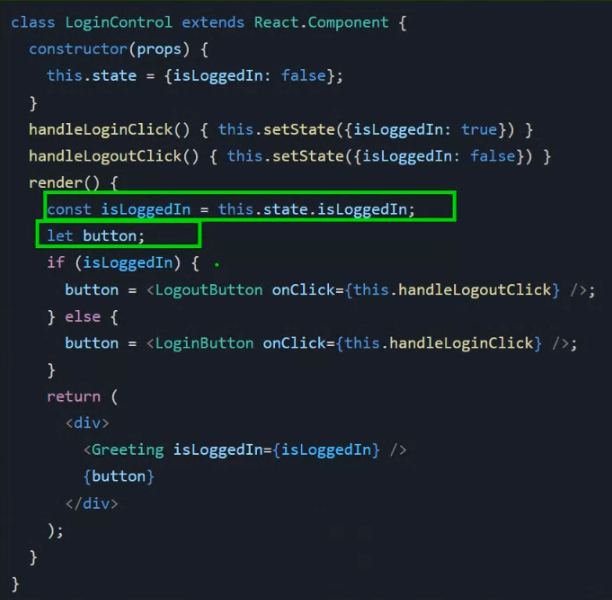 class LoginControl extends React.Component {
  constructor(props) {
    this.state = {isLoggedIn: false};
  }
  handleLoginClick() { this.setState({isLoggedIn: true}) }
  handleLogoutClick() { this.setState({isLoggedIn: false}) }
  render() {
    const isLoggedIn = this.state.isLoggedIn;
    let button;
    if (isLoggedIn) {
      button = <LogoutButton onClick={this.handleLogoutClick} />;
    } else {
      button = <LoginButton onClick={this.handleLoginClick} />;
    }
    return (
      <div>
        <Greeting isLoggedIn={isLoggedIn} />
        {button}
      </div>
    );
  }
}